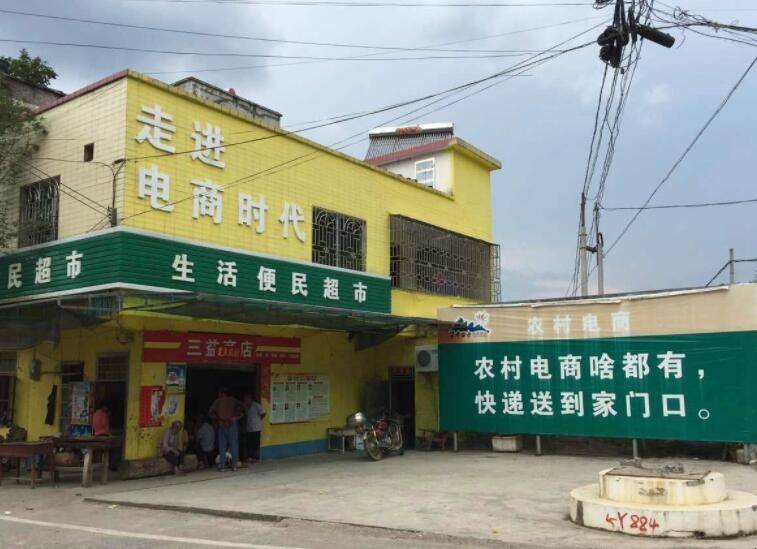 走进
电商时代
民超市
生活便民超市
三益商店
农村电商
农村电商啥都有，
快递送到家门口。
4Y884